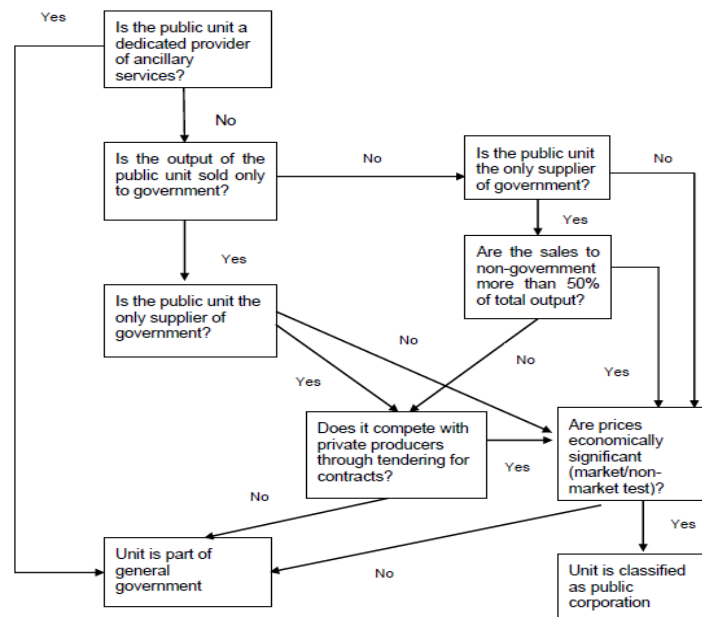 Yes
Is the public unit a
dedicated provider
of ancillary
services?
No
Is the output of the
public unit sold only
to government?
No
Is the public unit
the only supplier
of government?
No
Yes
Yes
Are the sales to
non-government
more than 50%
of total output?
Is the public unit the
only supplier of
government?
No
No
Yes
Yes
Does it compete with
private producers
through tendering for
contracts?
Yes
Are prices
economically
significant
(market/non-
market test)?
No
Yes
Unit is part of
general
government
No
Unit is classified
as public
corporation